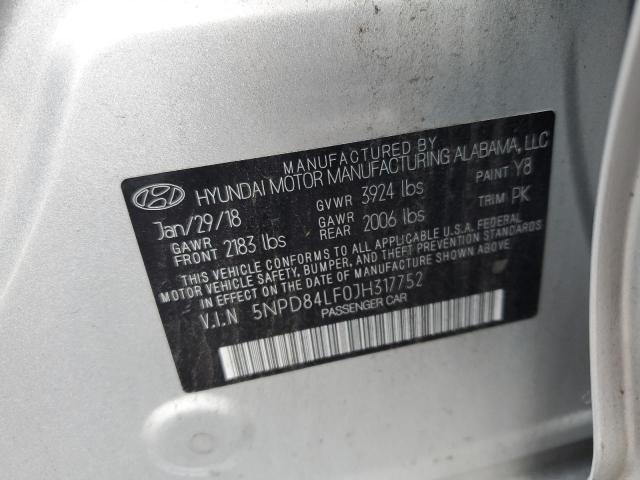 MANUFACTURED BY
HYUNDAI MOTOR MANUFACTURING ALABAMA, LLC
Jan/29/18 GVWR 3924 lbs PAINT Y8
GAWR FRONT 2183 lbs GAWR REAR 2006 lbs TRIM PK
THIS VEHICLE CONFORMS TO ALL APPLICABLE U.S.A. FEDERAL
MOTOR VEHICLE SAFETY, BUMPER, AND THEFT PREVENTION STANDARDS
IN EFFECT ON THE DATE OF MANUFACTURE SHOWN ABOVE.
V.I.N 5NPD84LF0JH317752
PASSENGER CAR